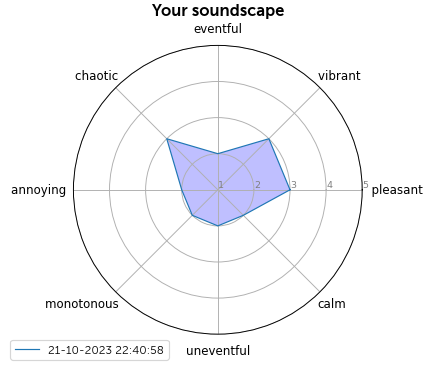 Your soundscape
eventful
chaotic
vibrant
annoying
1 2 3 4 5
pleasant
monotonous
calm
uneventful
21-10-2023 22:40:58